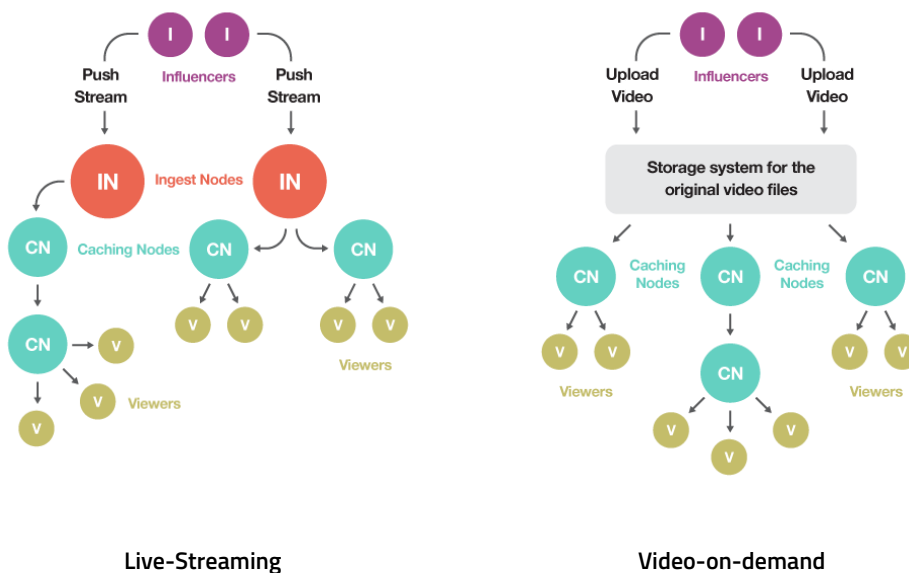 I I
Influencers
Push
Stream
Push
Stream
IN
Ingest Nodes
IN
CN
Caching Nodes
CN
CN
V V
V V
CN
V
Viewers
V
Viewers
V
Live-Streaming
I I
Influencers
Upload
Video
Upload
Video
Storage system for the
original video files
CN
Caching
Nodes
CN
Caching
Nodes
CN
V V
V V
Viewers
CN
Viewers
V
V
V
Video-on-demand